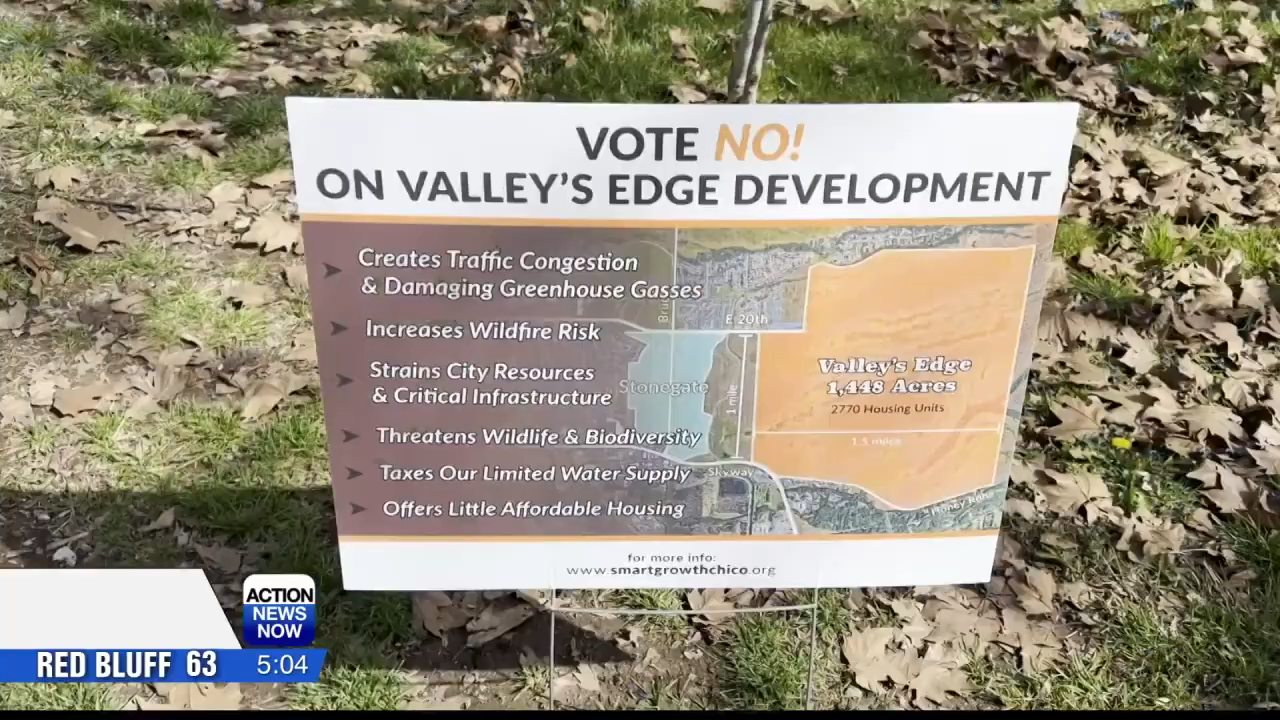 VOTE NO!
ON VALLEY'S EDGE DEVELOPMENT
Creates Traffic Congestion
& Damaging Greenhouse Gasses
Increases Wildfire Risk
Strains City Resources
& Critical Infrastructure
Threatens Wildlife & Biodiversity
Taxes Our Limited Water Supply
Offers Little Affordable Housing
E 20th
Stonegate
1 mile
Valley's Edge
1,448 Acres
2770 Housing Units
1.5 miles
Skyway
for more info:
www.smartgrowthchico.org
ACTION
NEWS
NOW
RED BLUFF 63 5:04